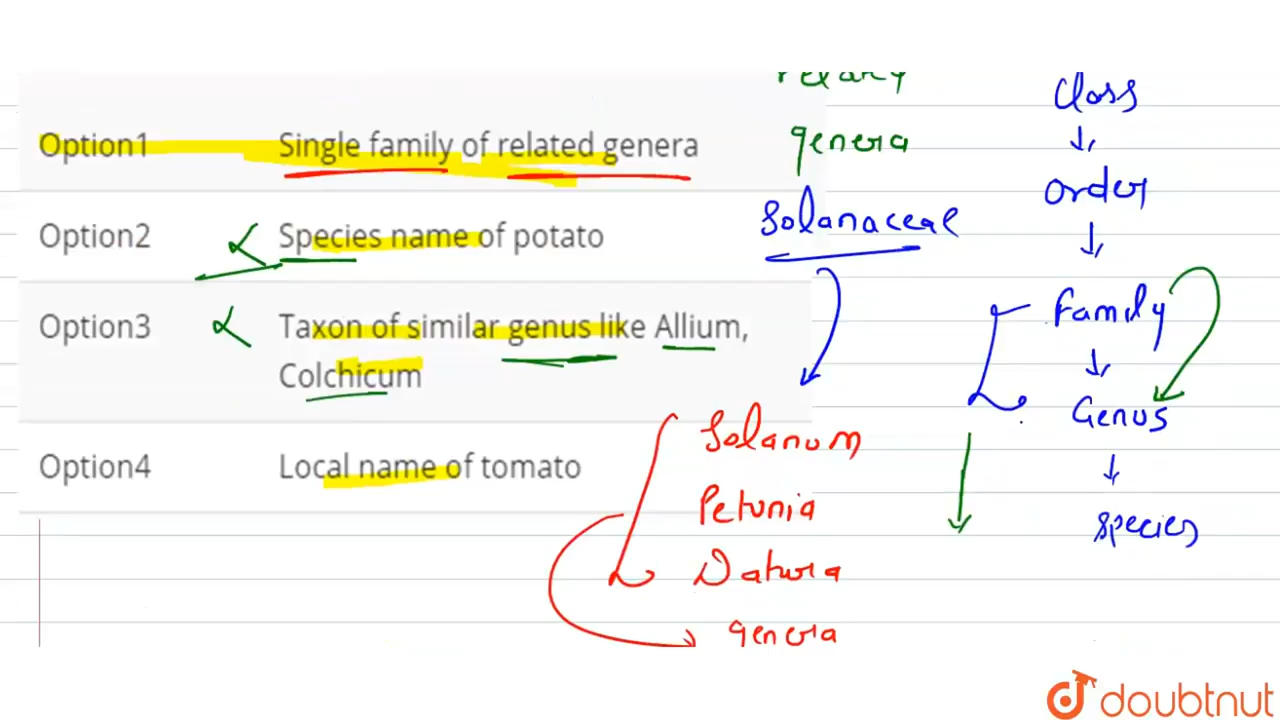 genera
Class
Option1 Single family of related genera
order
Solanaceae
Option2 Species name of potato
Family
Option3 Taxon of similar genus like Allium,
Colchicum
Genus
Solanum
Option4 Local name of tomato
Petunia
species
Datura
genera
doubtnut